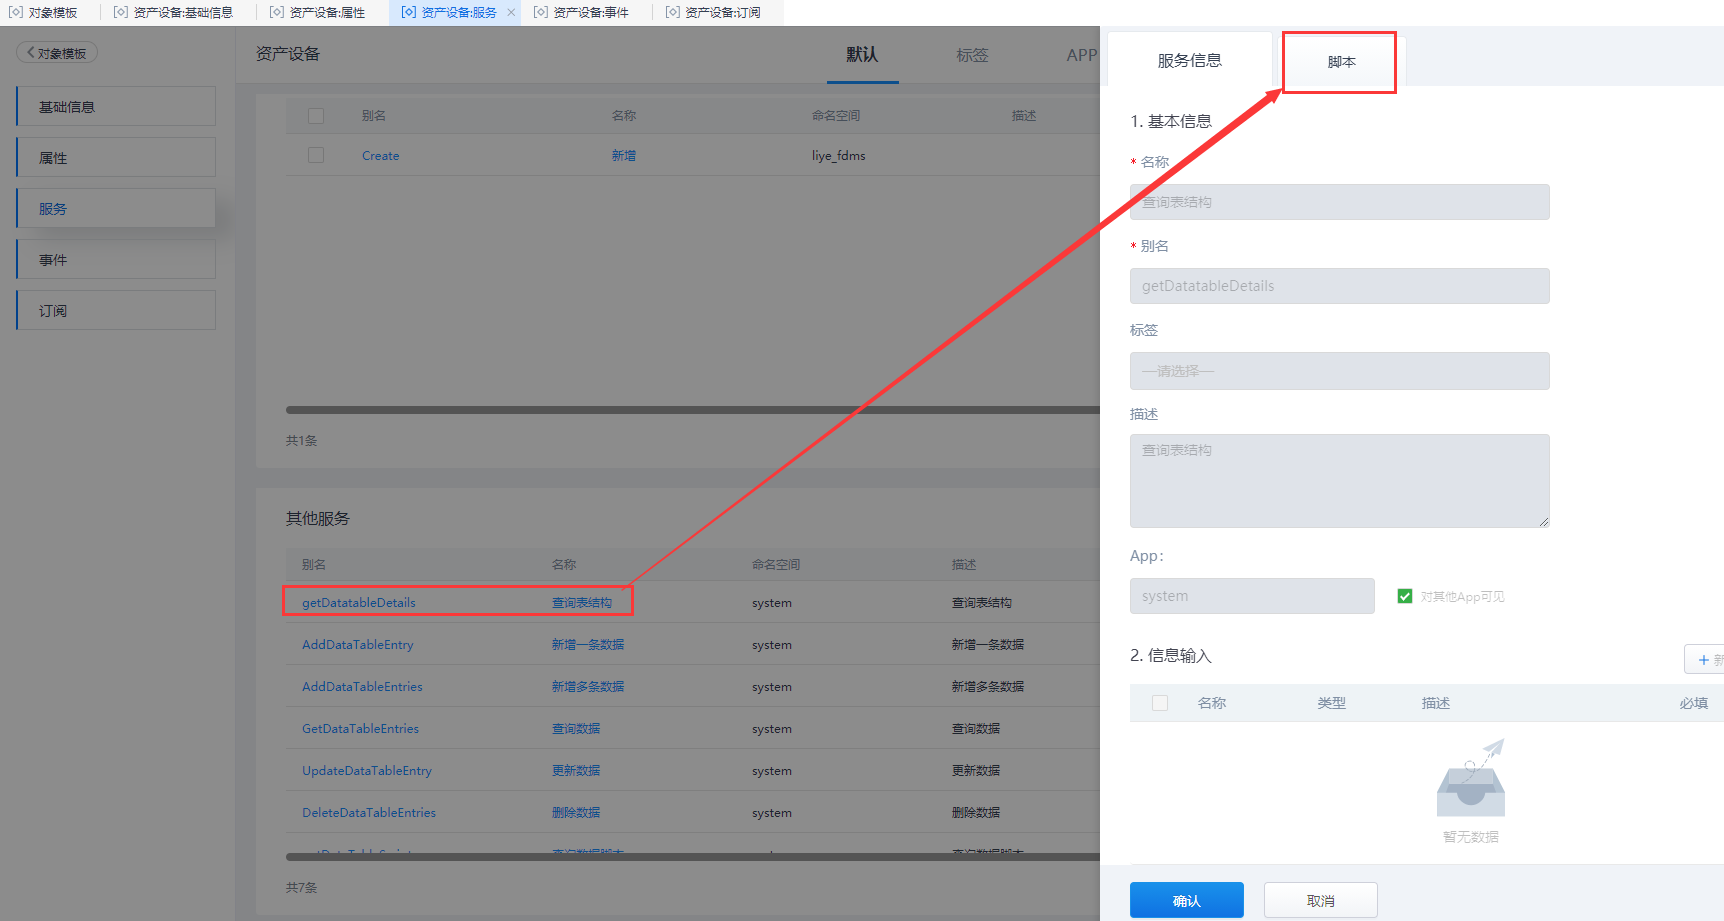 对象模板 资产设备:基础信息 资产设备:属性 资产设备:服务 × 资产设备:事件 资产设备:订阅
对象模板
基础信息
属性
服务
事件
订阅
资产设备 默认 标签 APP
别名 名称 命名空间 描述
Create 新增 liye_fdms
共1条
其他服务
别名 名称 命名空间 描述
getDatatableDetails 查询表结构 system 查询表结构
AddDataTableEntry 新增一条数据 system 新增一条数据
AddDataTableEntries 新增多条数据 system 新增多条数据
GetDataTableEntries 查询数据 system 查询数据
UpdateDataTableEntry 更新数据 system 更新数据
DeleteDataTableEntries 删除数据 system 删除数据
共7条
服务信息 脚本
1. 基本信息
* 名称
查询表结构
* 别名
getDatatableDetails
标签
—请选择—
描述
查询表结构
App:
system 对其他App可见
2. 信息输入
+ 新
名称 类型 描述 必填
暂无数据
确认 取消